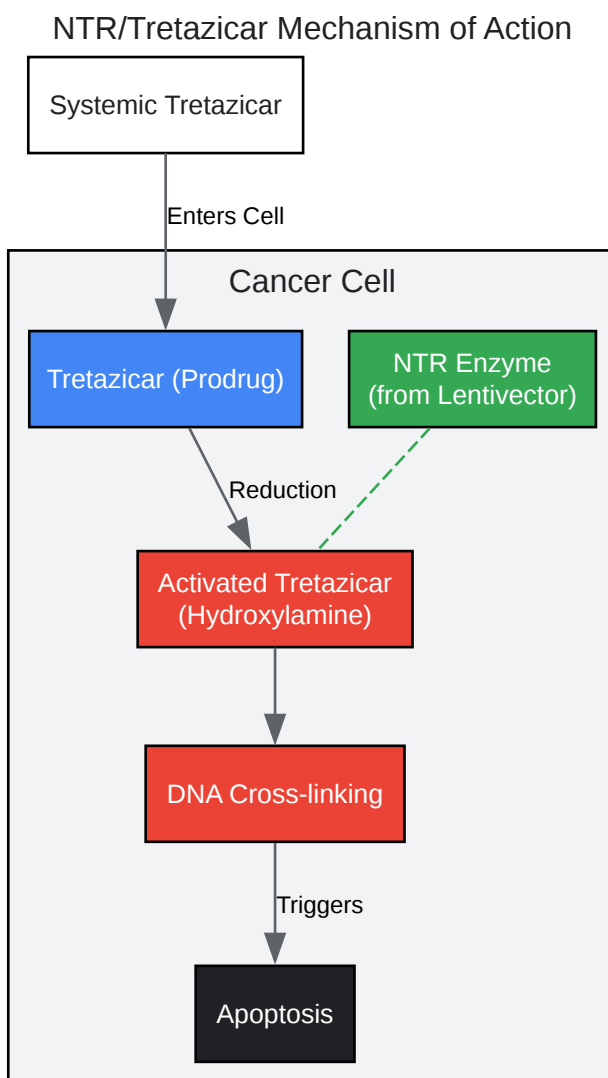 NTR/Tretazicar Mechanism of Action
Systemic Tretazicar
Enters Cell
Cancer Cell
Tretazicar (Prodrug)
NTR Enzyme
(from Lentivector)
Reduction
Activated Tretazicar
(Hydroxylamine)
DNA Cross-linking
Triggers
Apoptosis